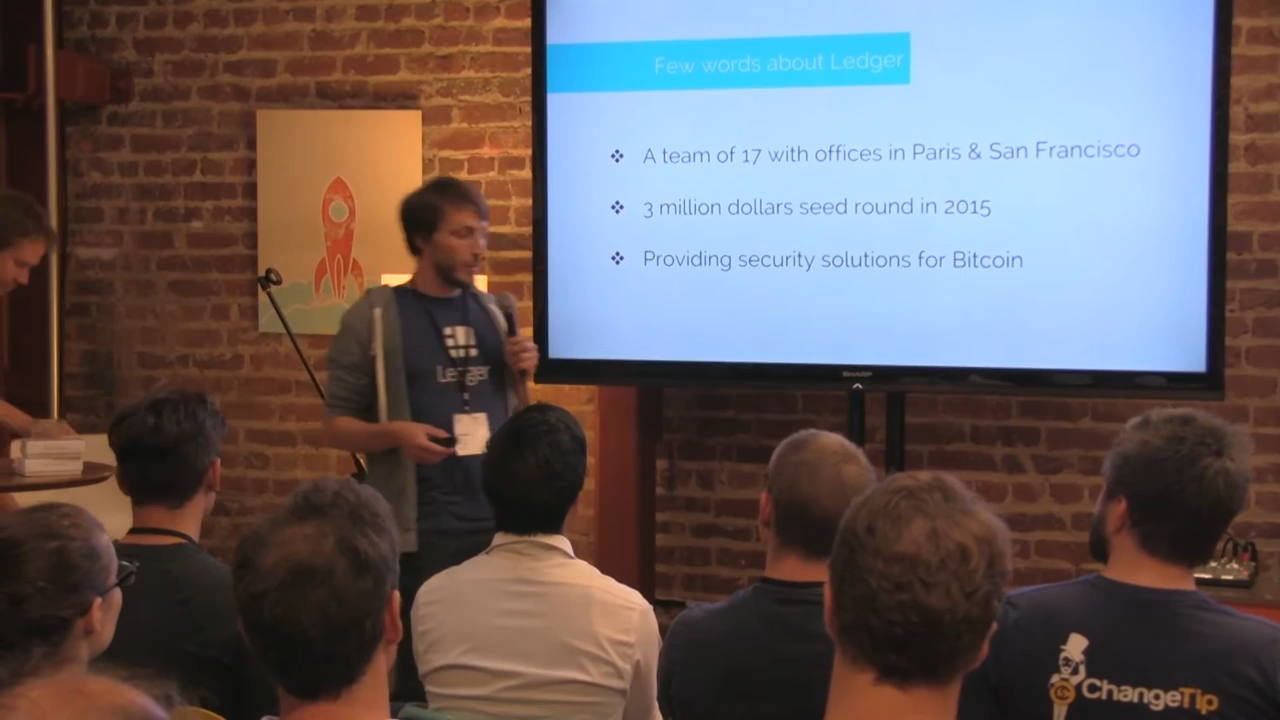 Few words about Ledger
❖ A team of 17 with offices in Paris & San Francisco
❖ 3 million dollars seed round in 2015
❖ Providing security solutions for Bitcoin
SHARP
Ledger
ChangeTip